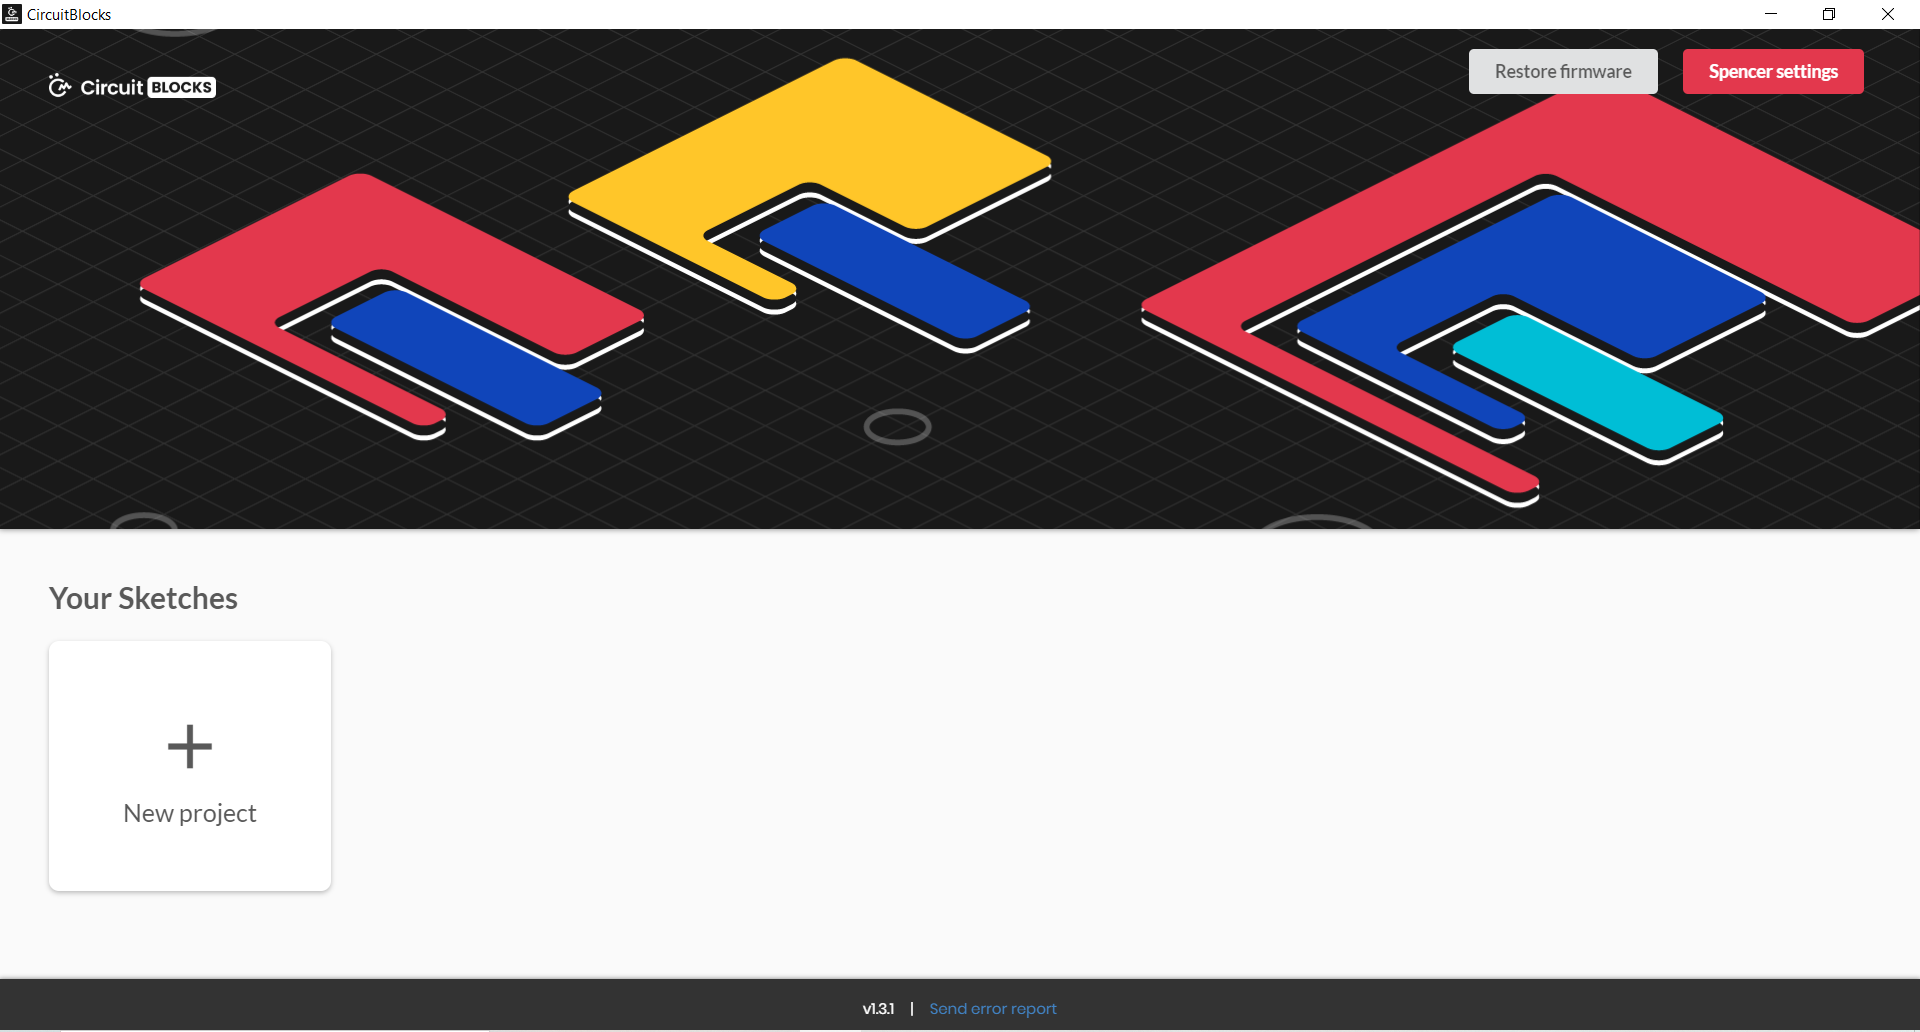 CircuitBlocks
Circuit BLOCKS
Restore firmware
Spencer settings
Your Sketches
New project
v1.3.1 | Send error report